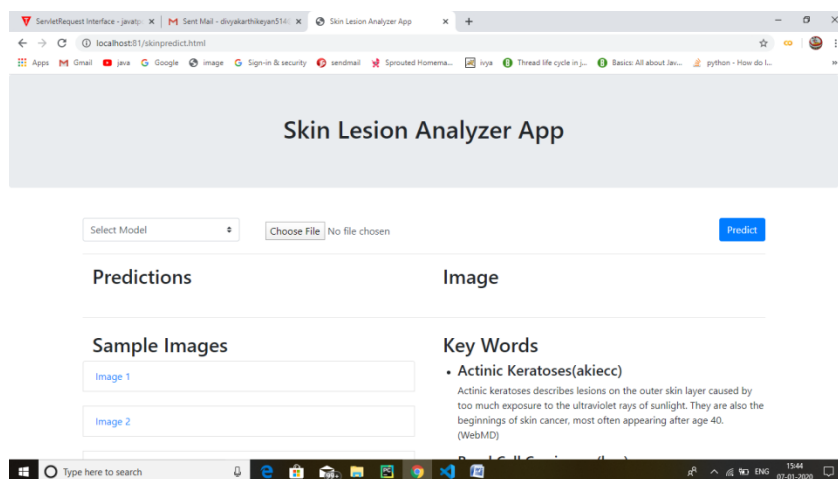 ServletRequest Interface - javatp
Sent Mail - divyakarthikeyan514
Skin Lesion Analyzer App
localhost:81/skinpredict.html
Apps Gmail java Google image Sign-in & security sendmail Sprouted Homema... ivya Thread life cycle in j... Basics: All about Jav... python - How do I...
Skin Lesion Analyzer App
Select Model
Choose File No file chosen
Predict
Predictions
Image
Sample Images
Image 1
Image 2
Key Words
Actinic Keratoses(akiecc)
Actinic keratoses describes lesions on the outer skin layer caused by
too much exposure to the ultraviolet rays of sunlight. They are also the
beginnings of skin cancer, most often appearing after age 40.
(WebMD)
Type here to search
99+
ENG
15:44
07-01-2020